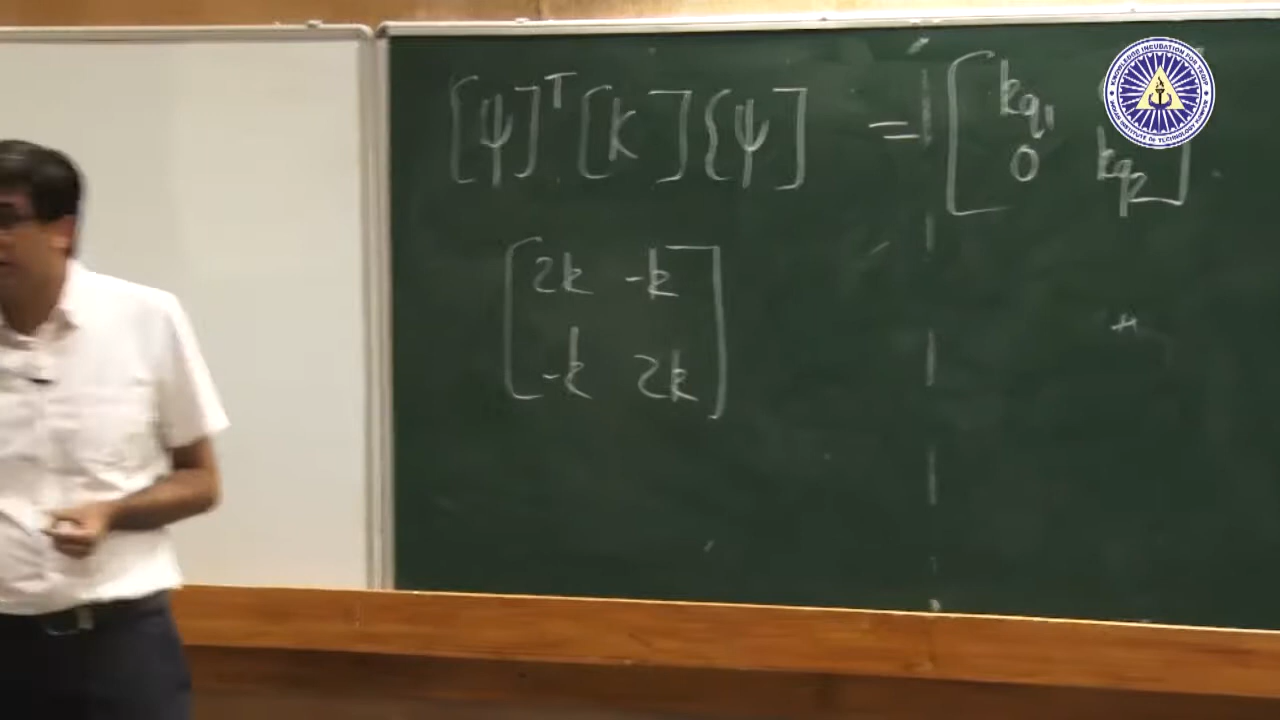 [ψ]ᵀ [k] {ψ] = [ kq₁
0 kq₂ ]
[ 2k -k
-k 2k ]